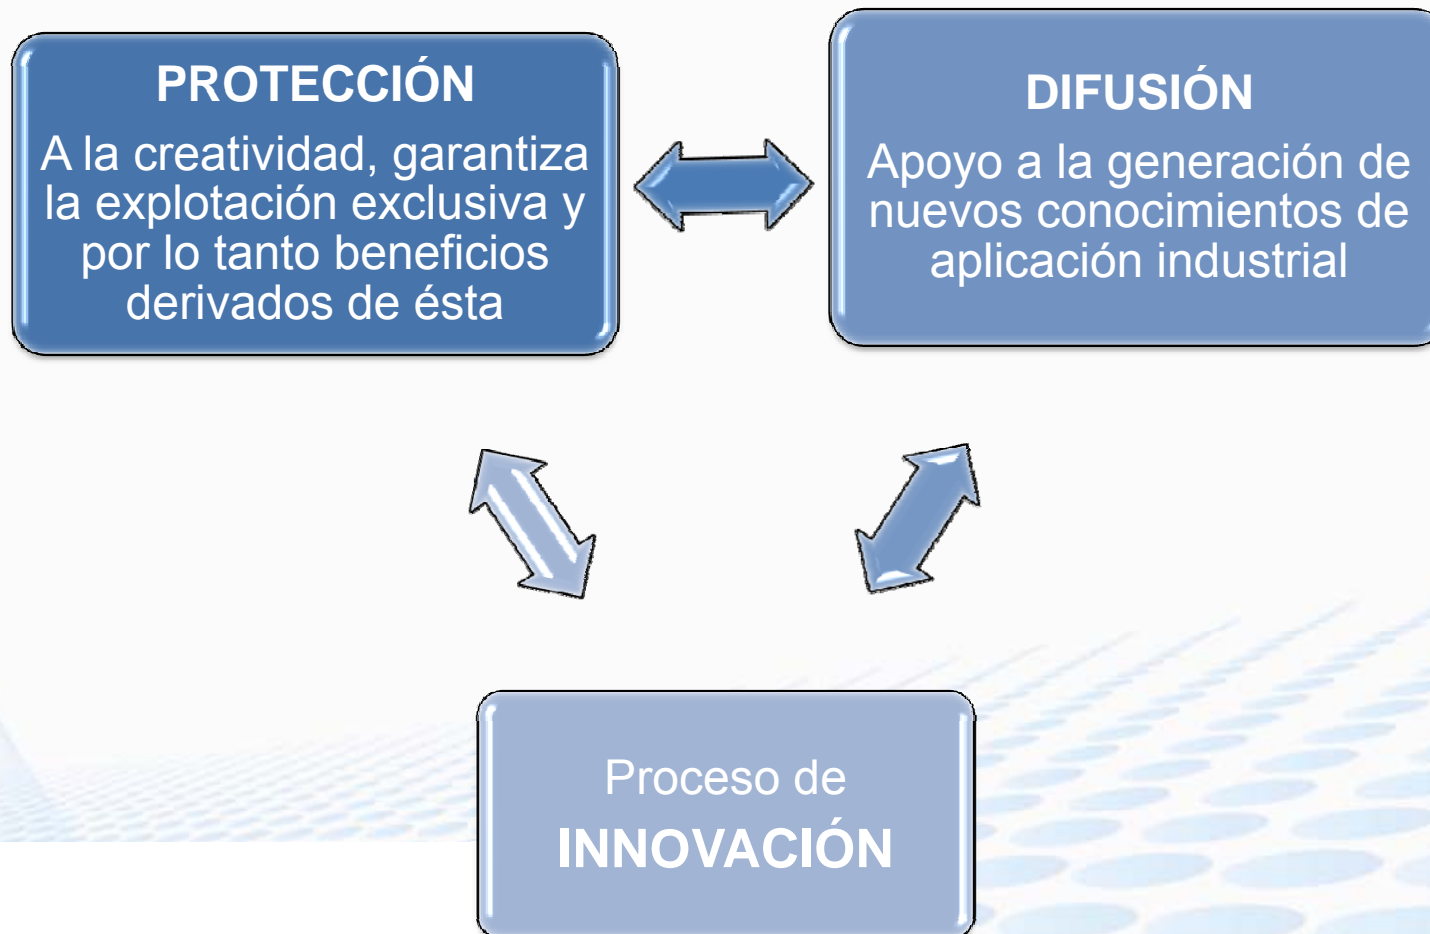 PROTECCIÓN
A la creatividad, garantiza
la explotación exclusiva y
por lo tanto beneficios
derivados de ésta
DIFUSIÓN
Apoyo a la generación de
nuevos conocimientos de
aplicación industrial
Proceso de
INNOVACIÓN